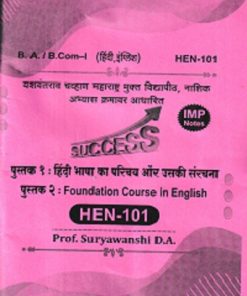 B. A./ B.Com-I (हिंदी,इंग्लिश) HEN-101
यशवंतराव चव्हाण महाराष्ट्र मुक्त विद्यापीठ, नाशिक
अभ्यास क्रमावर आधारित
IMP
Notes
SUCCESS
पुस्तक १ : हिंदी भाषा का परिचय और उसकी संरचना
पुस्तक २ : Foundation Course in English
HEN-101
Prof. Suryawanshi D.A.